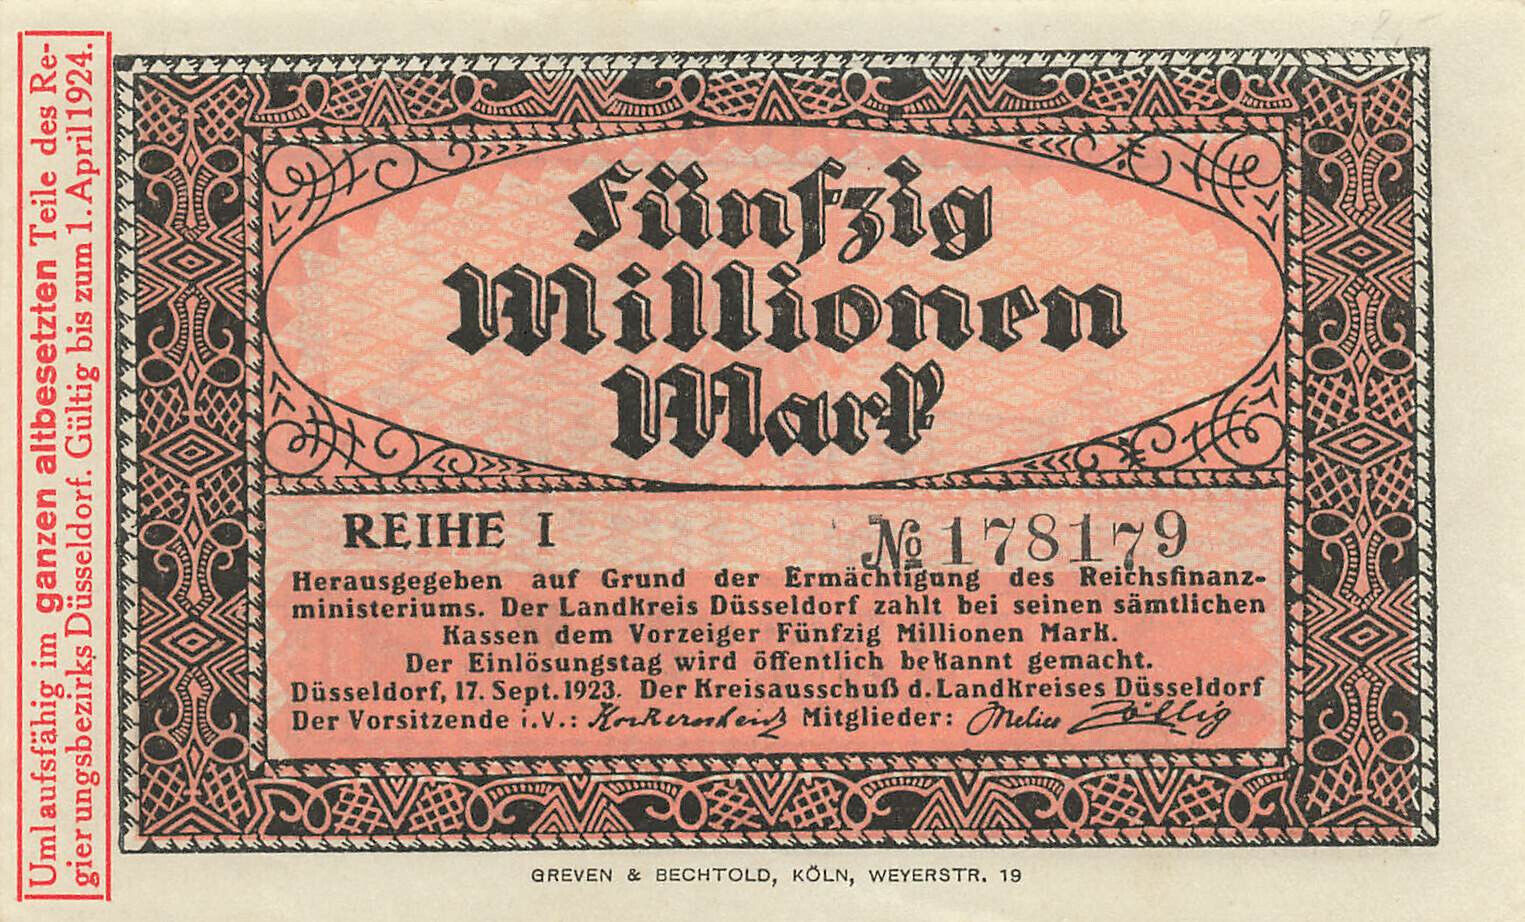 Umlaufsfähig im ganzen altbesetzten Teile des Re-
gierungsbezirks Düsseldorf. Gültig bis zum 1. April 1924.
Fünfzig
Millionen
Mark
REIHE I
№ 178179
Herausgegeben auf Grund der Ermächtigung des Reichsfinanz-
ministeriums. Der Landkreis Düsseldorf zahlt bei seinen sämtlichen
Kassen dem Vorzeiger Fünfzig Millionen Mark.
Der Einlösungstag wird öffentlich bekannt gemacht.
Düsseldorf, 17. Sept. 1923. Der Kreisausschuß d. Landkreises Düsseldorf
Der Vorsitzende i.V.: Mitglieder: Zöllig
GREVEN & BECHTOLD, KÖLN, WEYERSTR. 19